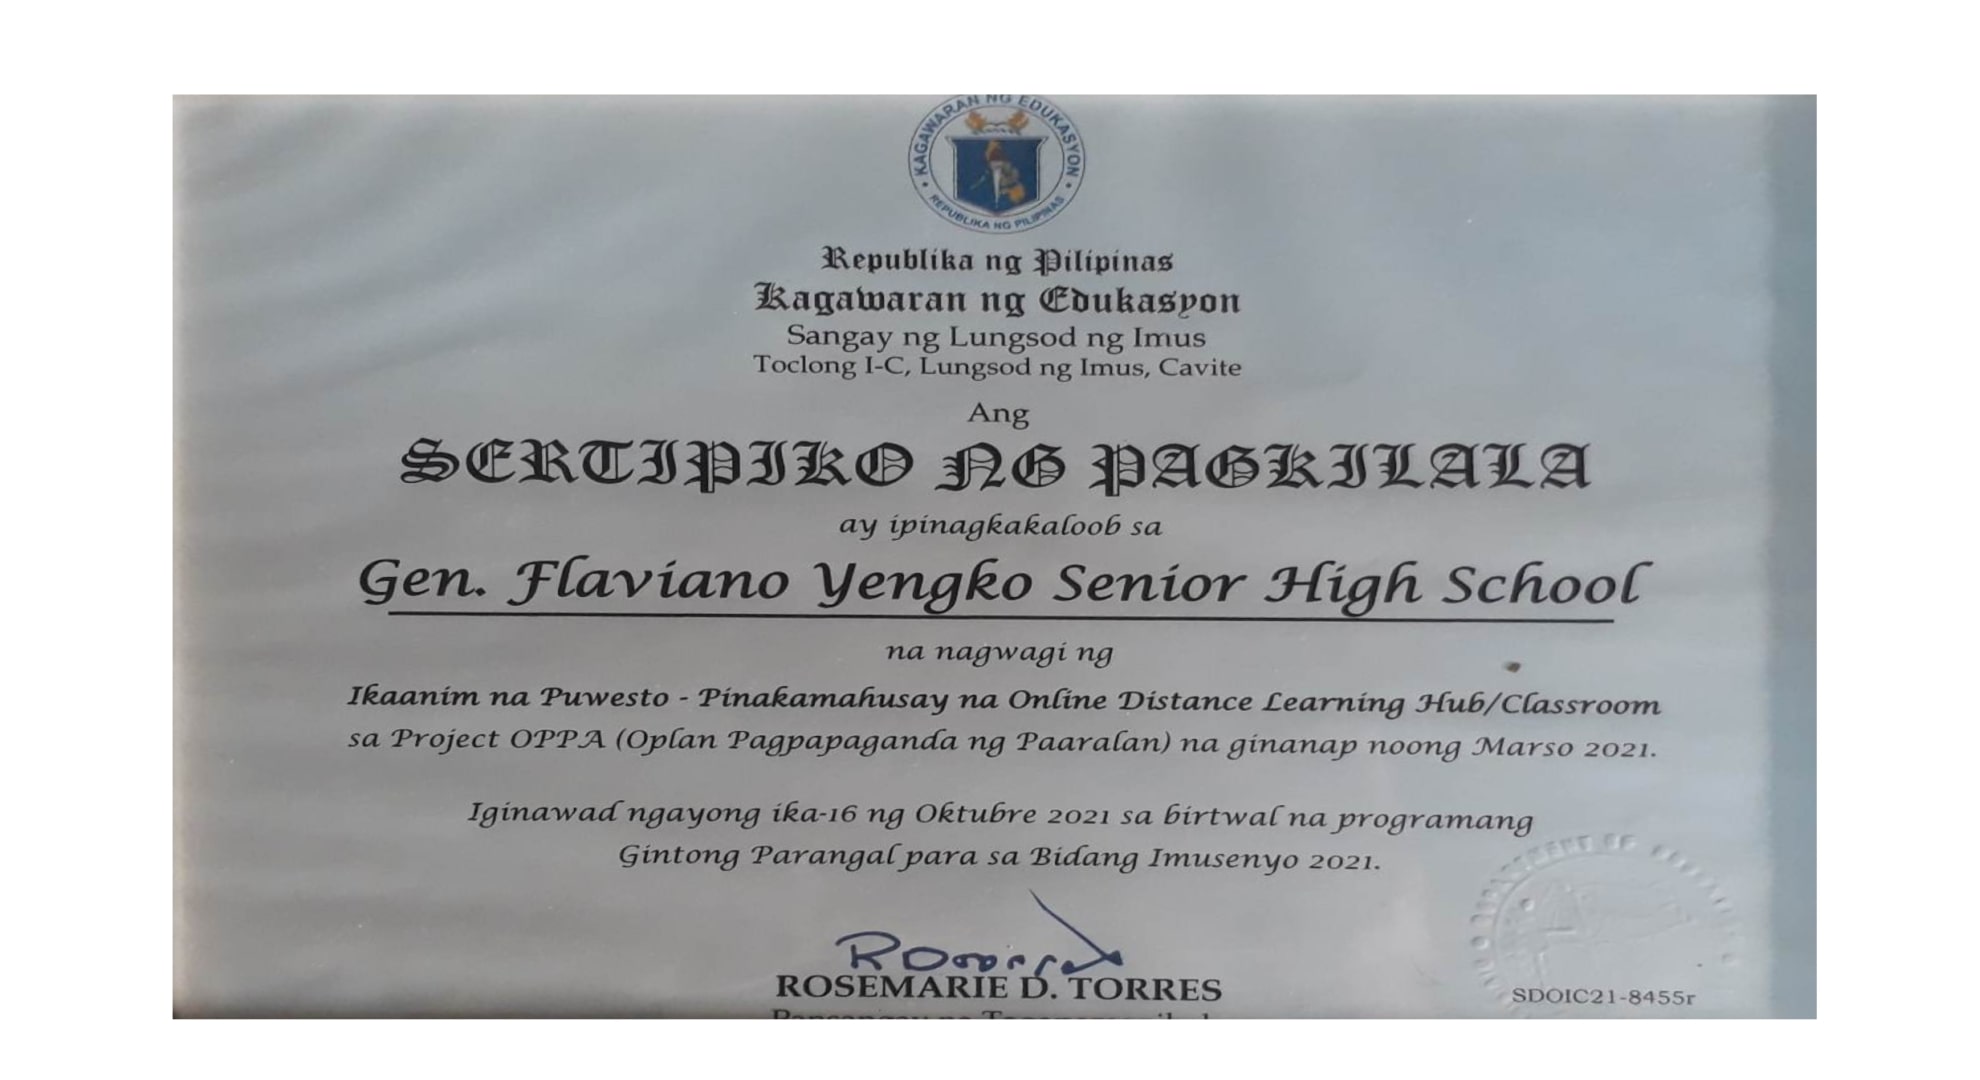 KAGAWARAN NG EDUKASYON
REPUBLIKA NG PILIPINAS
Republika ng Pilipinas
Kagawaran ng Edukasyon
Sangay ng Lungsod ng Imus
Toclong I-C, Lungsod ng Imus, Cavite
Ang
SERTIPIKO NG PAGKILALA
ay ipinagkakaloob sa
Gen. Flaviano Yengko Senior High School
na nagwagi ng
Ikaanim na Puwesto - Pinakamahusay na Online Distance Learning Hub/Classroom
sa Project OPPA (Oplan Pagpapaganda ng Paaralan) na ginanap noong Marso 2021.
Iginawad ngayong ika-16 ng Oktubre 2021 sa birtwal na programang
Gintong Parangal para sa Bidang Imusenyo 2021.
ROSEMARIE D. TORRES
SDOIC21-8455r